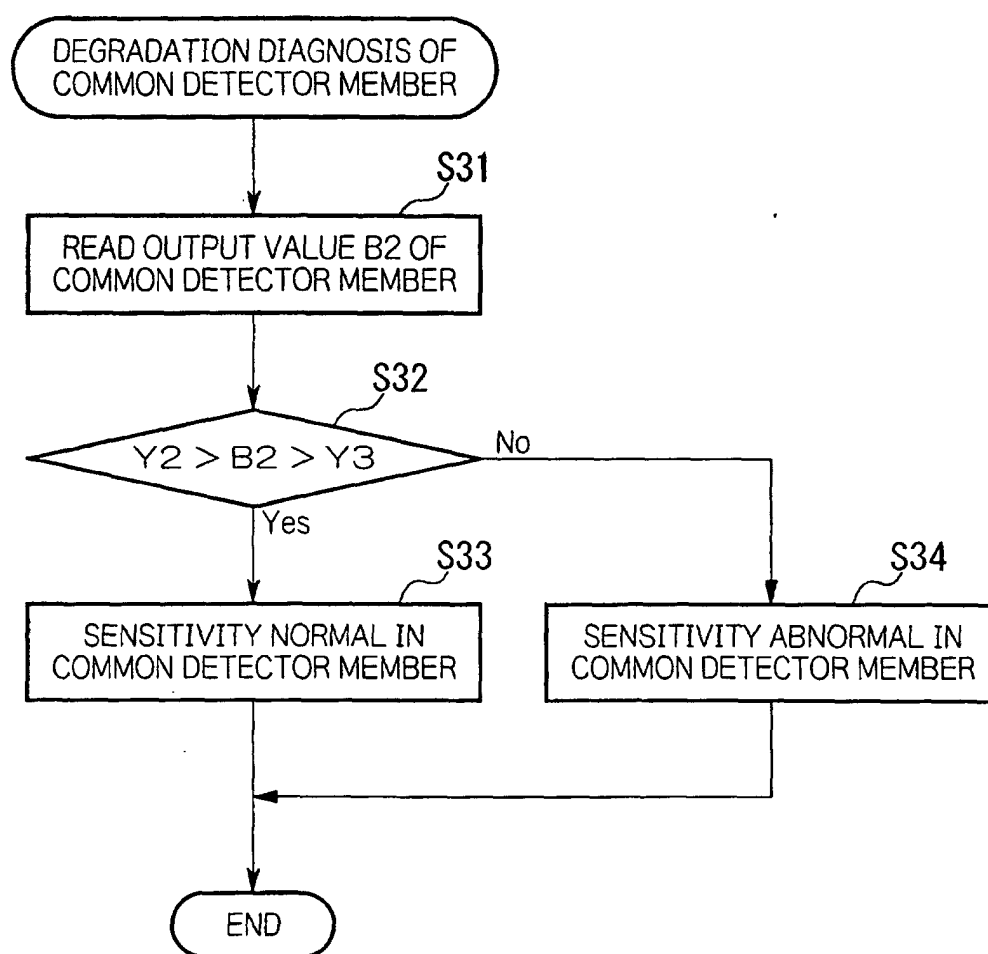 DEGRADATION DIAGNOSIS OF
COMMON DETECTOR MEMBER
S31
READ OUTPUT VALUE B2 OF
COMMON DETECTOR MEMBER
S32
Y2 > B2 > Y3
No
Yes
S33
SENSITIVITY NORMAL IN
COMMON DETECTOR MEMBER
S34
SENSITIVITY ABNORMAL IN
COMMON DETECTOR MEMBER
END